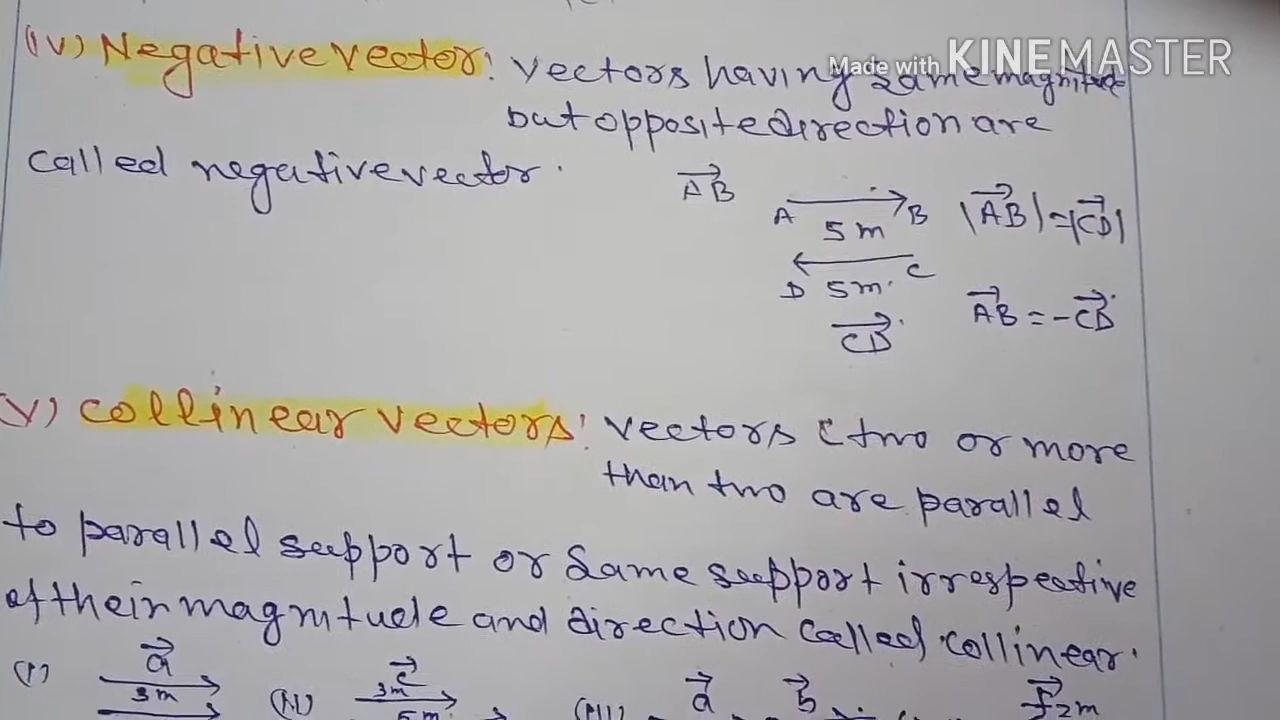 Made with KINEMASTER
(iv) Negative vector: vectors having same magnitude
but opposite direction are
called negative vector.
AB⃗
A B |AB⃗|=|CD⃗|
5m
D 5m. C
AB⃗ = -CD⃗
CD⃗
(v) collinear vectors: vectors (two or more
than two are parallel
to parallel support or same support irrespective
of their magnitude and direction called collinear.
(i) a⃗ 3m
c⃗ 3m
5m
(iii) a⃗ b⃗
f⃗ 2m